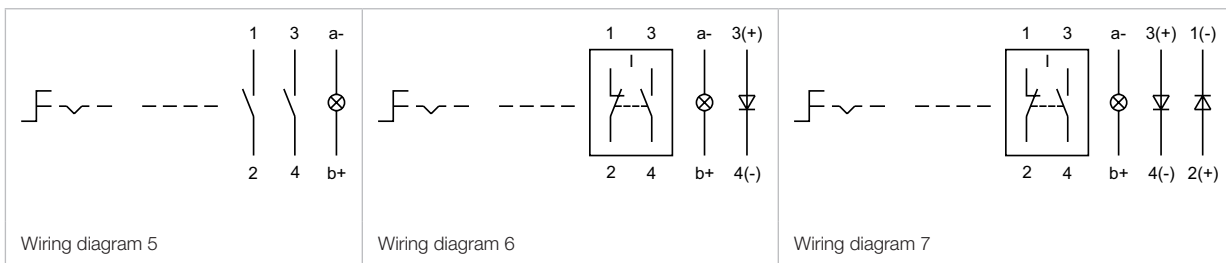 1 3 a-
2 4 b+
Wiring diagram 5
1 3 a- 3(+)
I
2 4 b+ 4(-)
Wiring diagram 6
1 3 a- 3(+) 1(-)
I
2 4 b+ 4(-) 2(+)
Wiring diagram 7